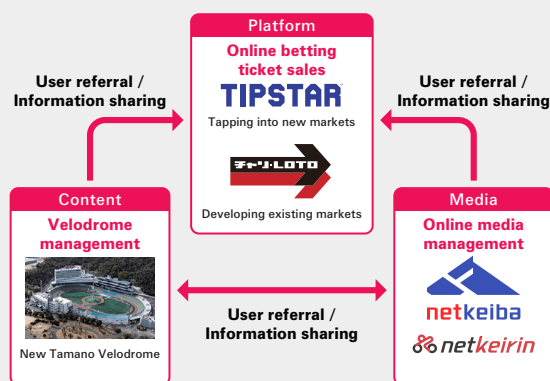 Platform
Online betting
ticket sales
TIPSTAR
Tapping into new markets
チャリ・LOTO
Developing existing markets
User referral /
Information sharing
User referral /
Information sharing
Content
Velodrome
management
New Tamano Velodrome
User referral /
Information sharing
Media
Online media
management
netkeiba
netkeirin